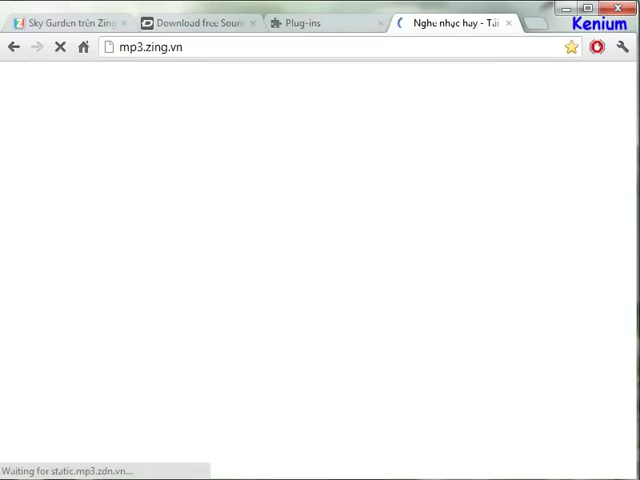 Sky Garden trên Zing
Download free Soun
Plug-ins
Nghe nhạc hay - Tải
Kenium
mp3.zing.vn
Waiting for static.mp3.zdn.vn...